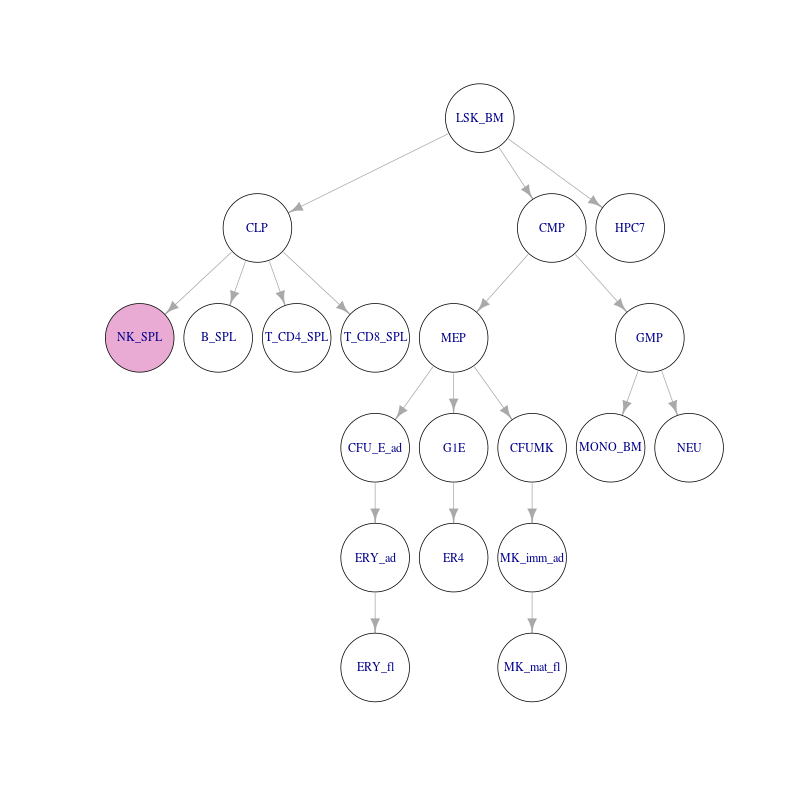 LSK_BM
CLP
CMP
HPC7
NK_SPL
B_SPL
T_CD4_SPL
T_CD8_SPL
MEP
GMP
CFU_E_ad
G1E
CFUMK
MONO_BM
NEU
ERY_ad
ER4
MK_imm_ad
ERY_fl
MK_mat_fl